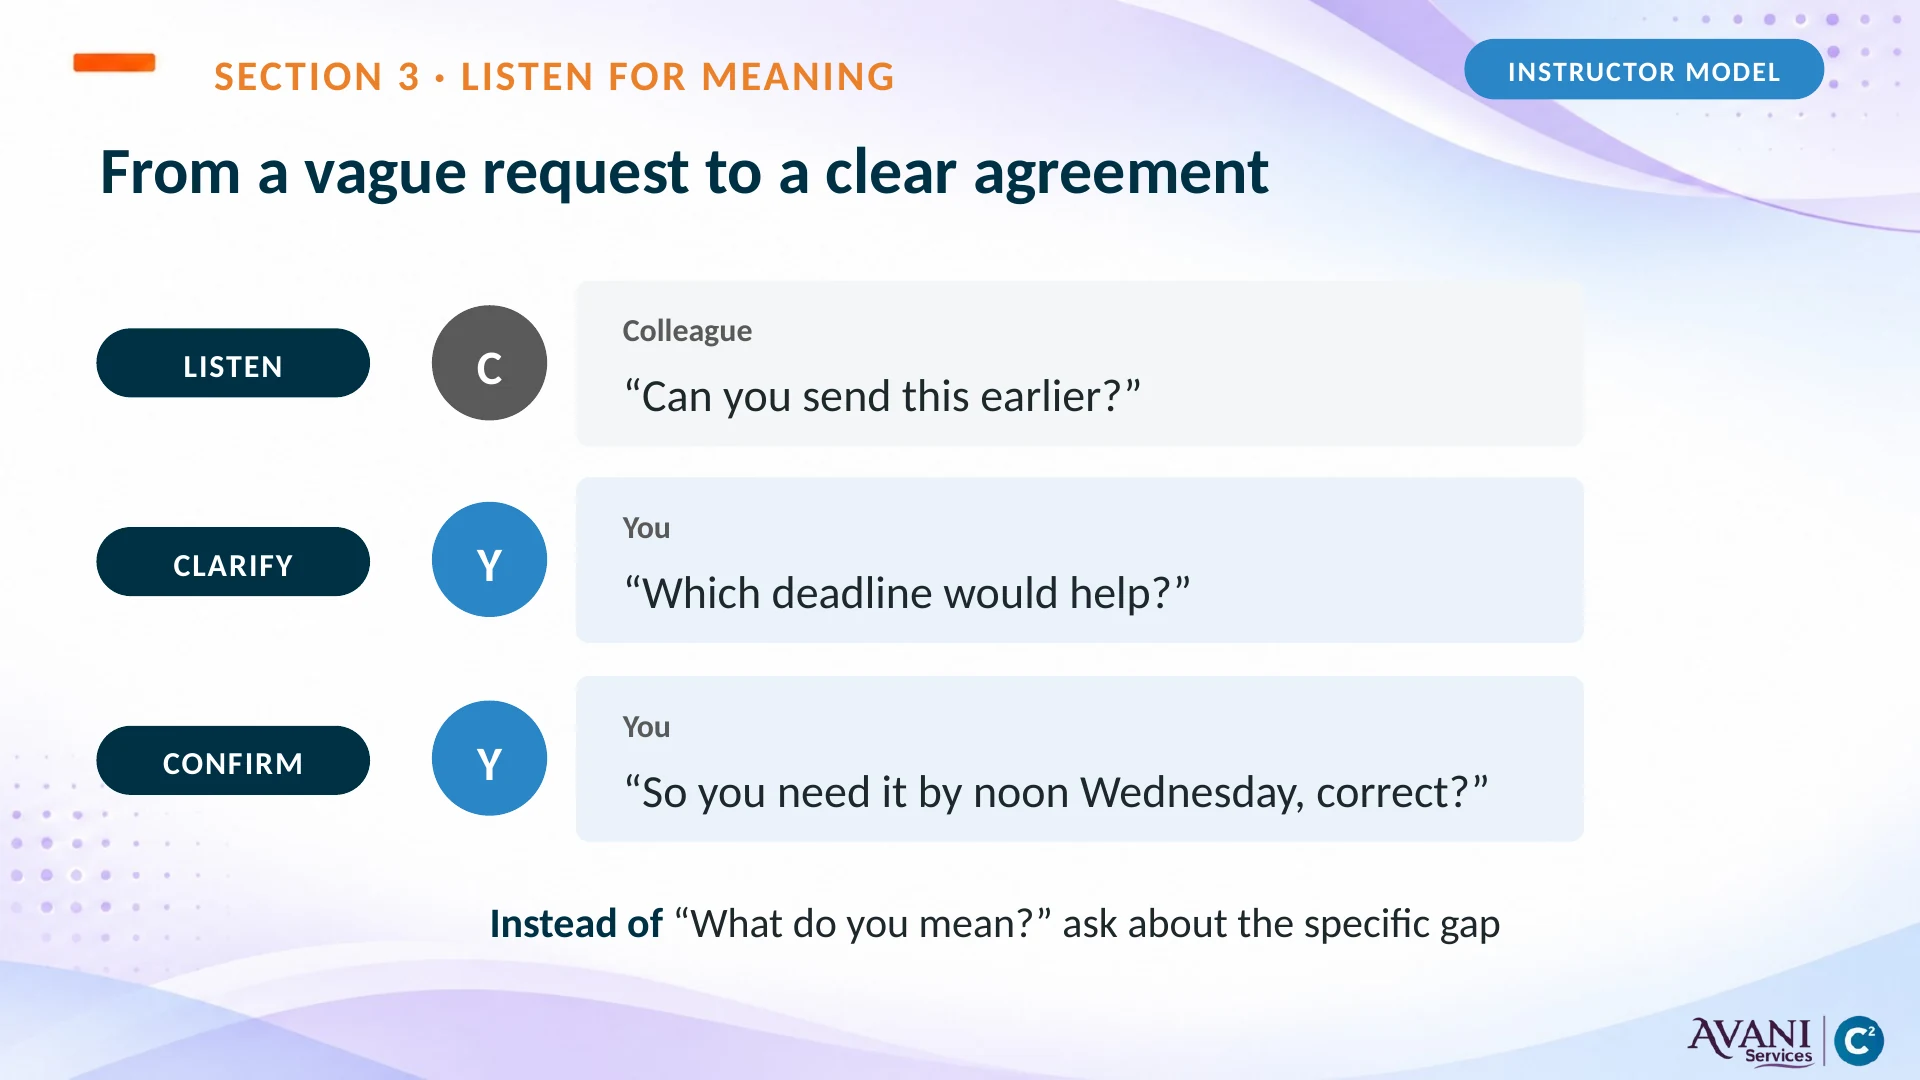 SECTION 3 · LISTEN FOR MEANING
INSTRUCTOR MODEL
From a vague request to a clear agreement
LISTEN
C
Colleague
“Can you send this earlier?”
CLARIFY
Y
You
“Which deadline would help?”
CONFIRM
Y
You
“So you need it by noon Wednesday, correct?”
Instead of “What do you mean?” ask about the specific gap
AVANI
Services
C²